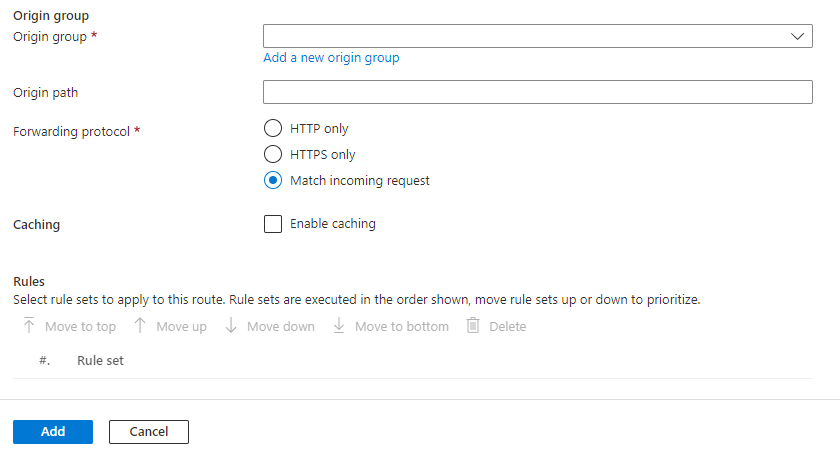 Origin group
Origin group *
Add a new origin group
Origin path
Forwarding protocol *
HTTP only
HTTPS only
Match incoming request
Caching
Enable caching
Rules
Select rule sets to apply to this route. Rule sets are executed in the order shown, move rule sets up or down to prioritize.
Move to top Move up Move down Move to bottom Delete
#. Rule set
Add Cancel